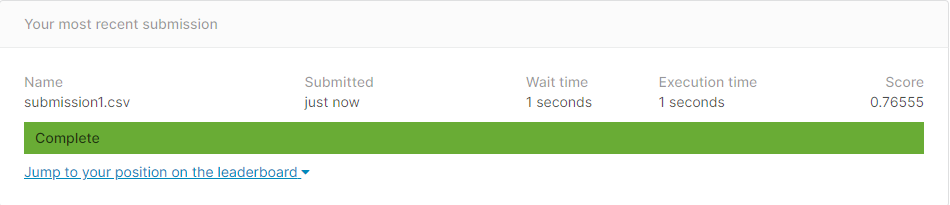 Your most recent submission
Name Submitted Wait time Execution time Score
submission1.csv just now 1 seconds 1 seconds 0.76555
Complete
Jump to your position on the leaderboard